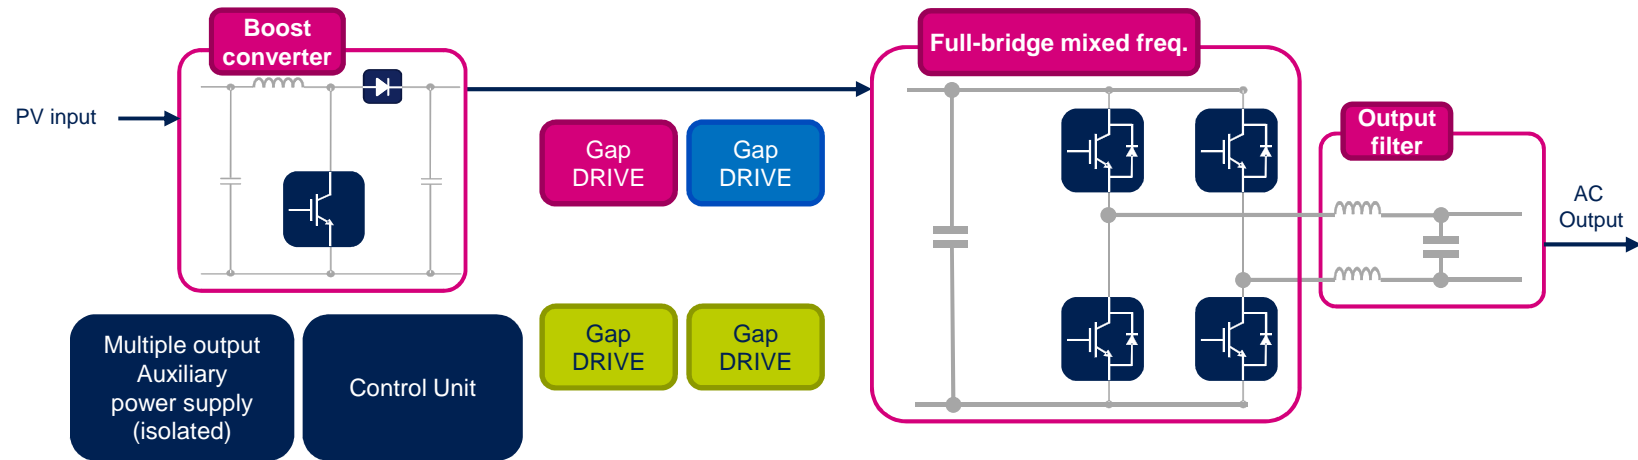 Boost
converter
Full-bridge mixed freq.
PV input
Output
filter
Gap
DRIVE
Gap
DRIVE
AC
Output
Gap
DRIVE
Gap
DRIVE
Multiple output
Auxiliary
power supply
(isolated)
Control Unit